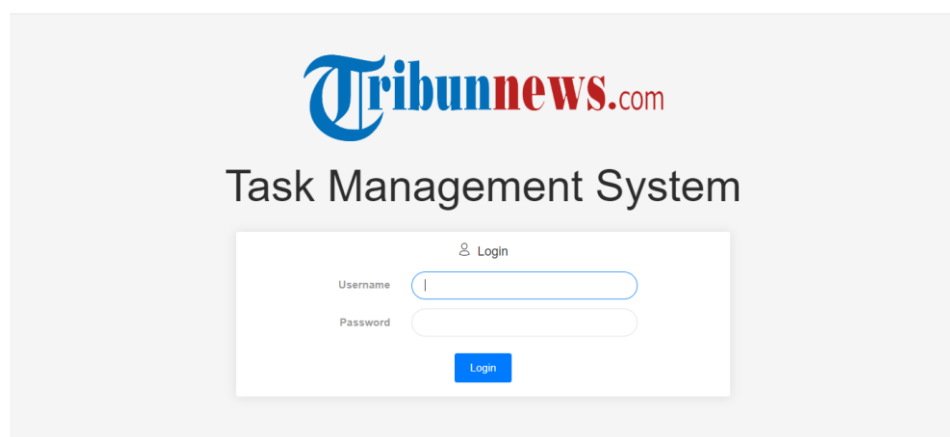 Tribunnews.com
Task Management System
Login
Username
Password
Login